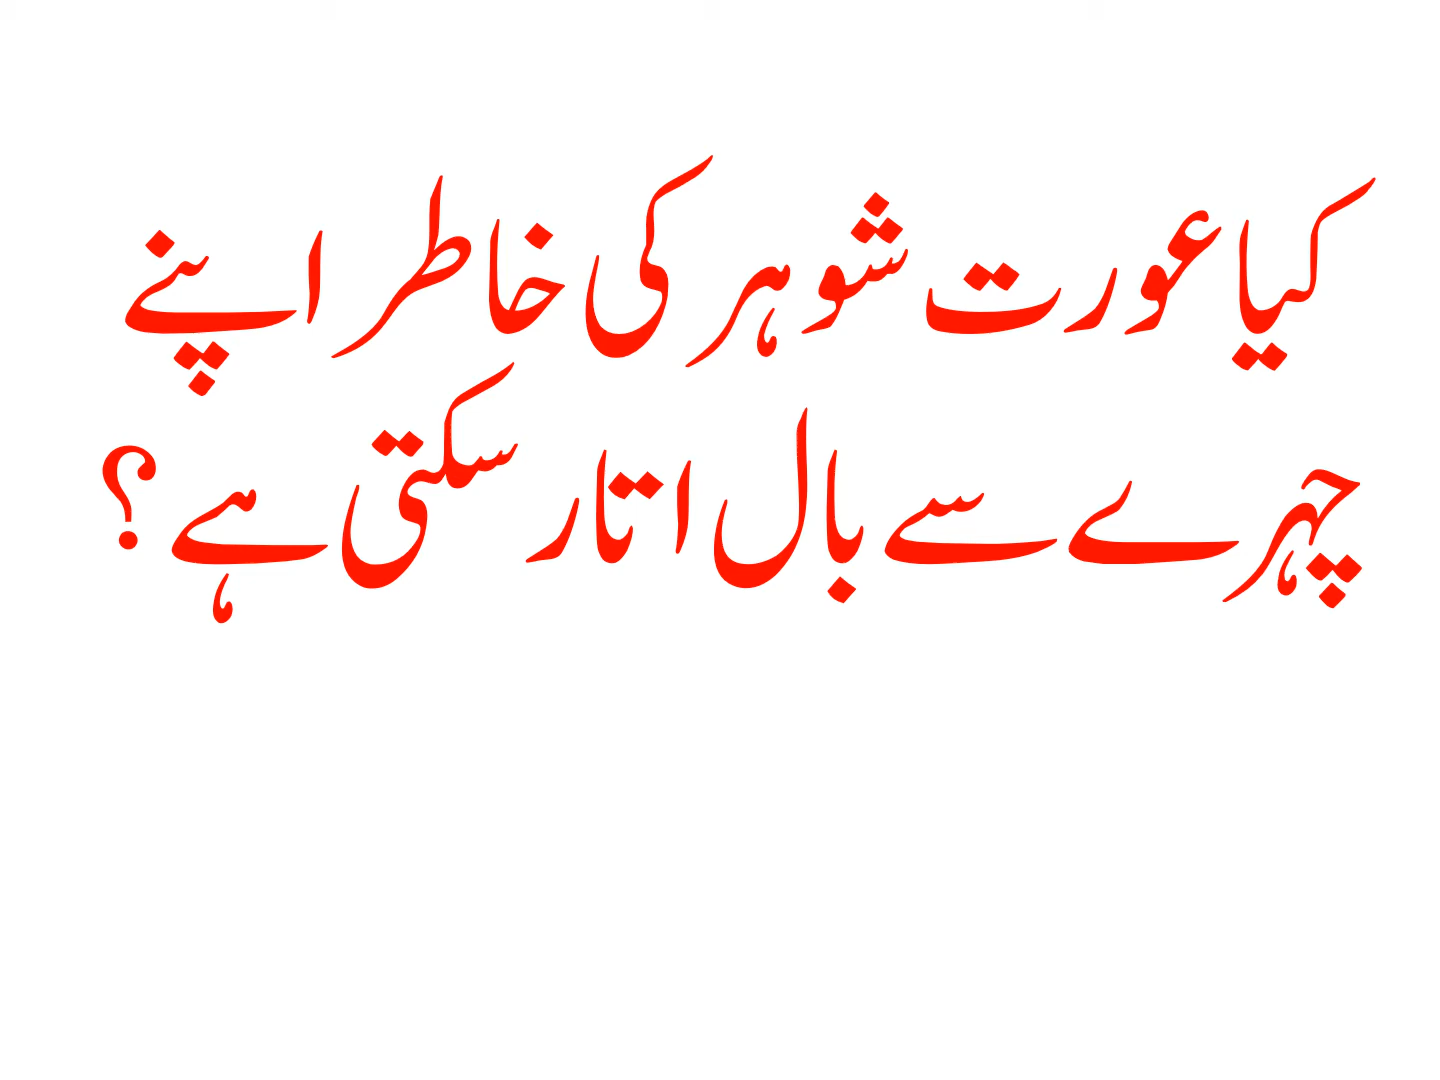 کیا عورت شوہر کی خاطر اپنے
چہرے سے بال اتار سکتی ہے ؟